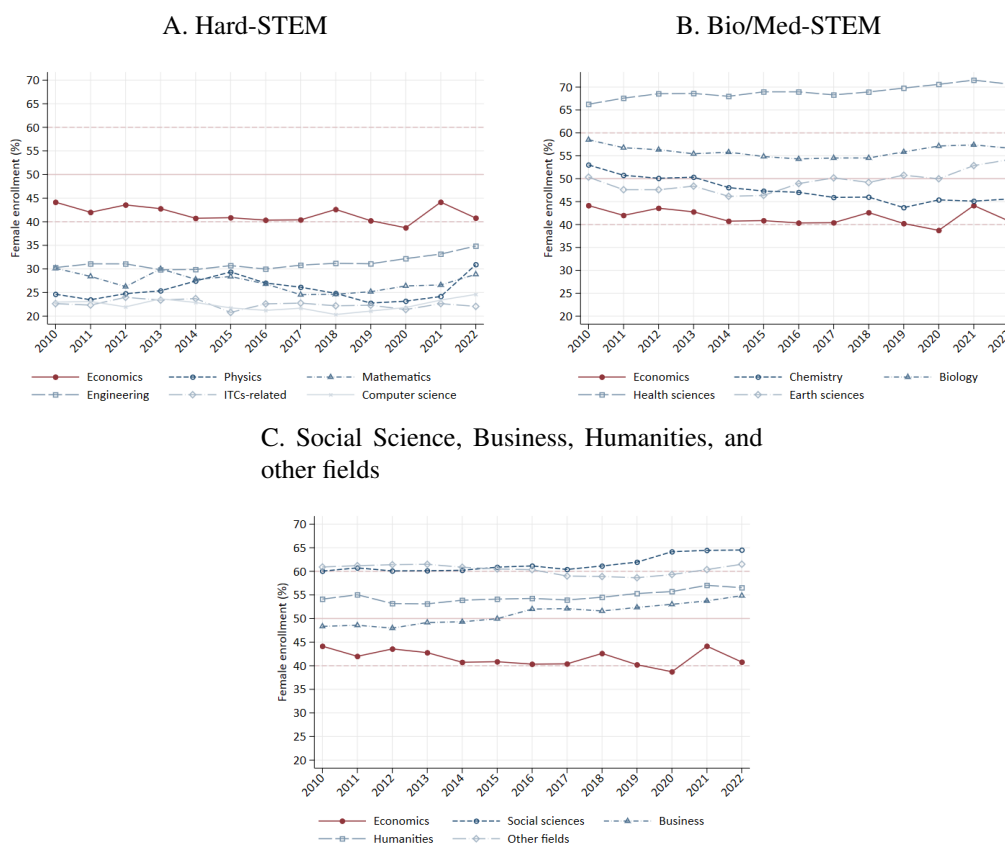 A. Hard-STEM
Female enrollment (%)
70
65
60
55
50
45
40
35
30
25
20
2010 2011 2012 2013 2014 2015 2016 2017 2018 2019 2020 2021 2022
Economics Physics Mathematics
Engineering ITCs-related Computer science
B. Bio/Med-STEM
Female enrollment (%)
70
65
60
55
50
45
40
35
30
25
20
2010 2011 2012 2013 2014 2015 2016 2017 2018 2019 2020 2021 2022
Economics Chemistry Biology
Health sciences Earth sciences
C. Social Science, Business, Humanities, and
other fields
Female enrollment (%)
70
65
60
55
50
45
40
35
30
25
20
2010 2011 2012 2013 2014 2015 2016 2017 2018 2019 2020 2021 2022
Economics Social sciences Business
Humanities Other fields